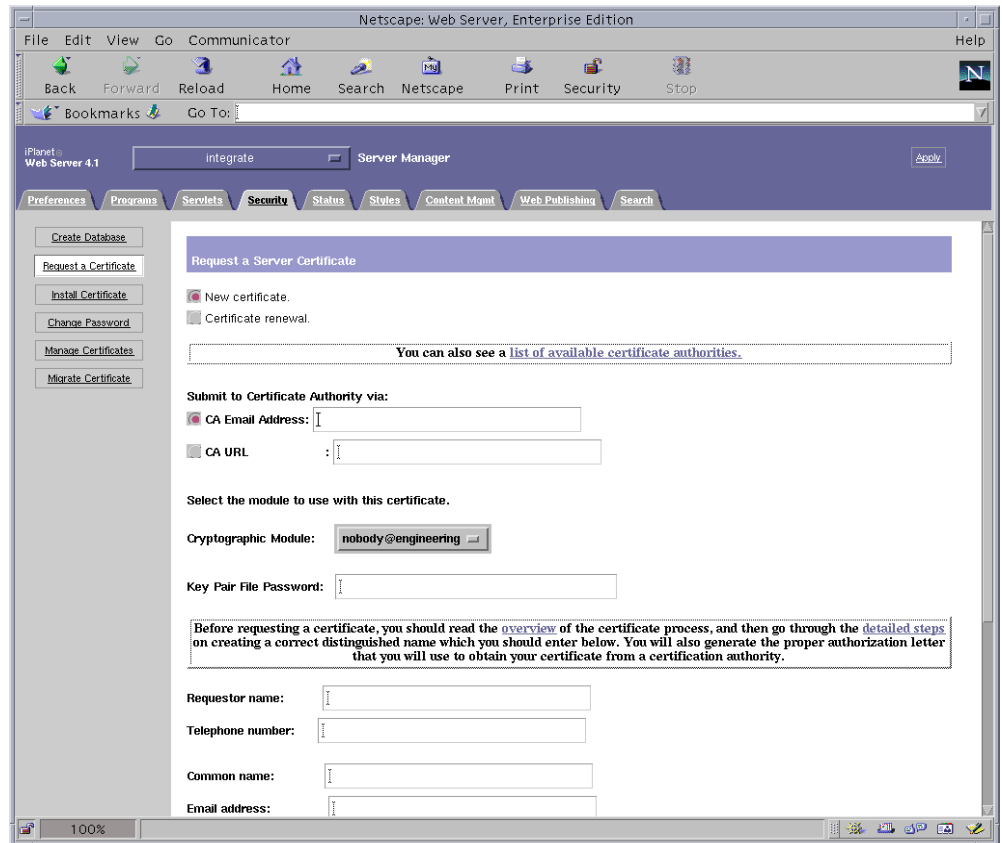 Netscape: Web Server, Enterprise Edition
File Edit View Go Communicator Help
Back Forward Reload Home Search Netscape Print Security Stop
My
N
Bookmarks Go To:
iPlanet
Web Server 4.1
integrate
Server Manager
Apply
Preferences Programs Servlets Security Status Styles Content Mgmt Web Publishing Search
Create Database
Request a Certificate
Install Certificate
Change Password
Manage Certificates
Migrate Certificate
Request a Server Certificate
New certificate.
Certificate renewal.
You can also see a list of available certificate authorities.
Submit to Certificate Authority via:
CA Email Address:
CA URL :
Select the module to use with this certificate.
Cryptographic Module: nobody@engineering
Key Pair File Password:
Before requesting a certificate, you should read the overview of the certificate process, and then go through the detailed steps
on creating a correct distinguished name which you should enter below. You will also generate the proper authorization letter
that you will use to obtain your certificate from a certification authority.
Requestor name:
Telephone number:
Common name:
Email address:
100%